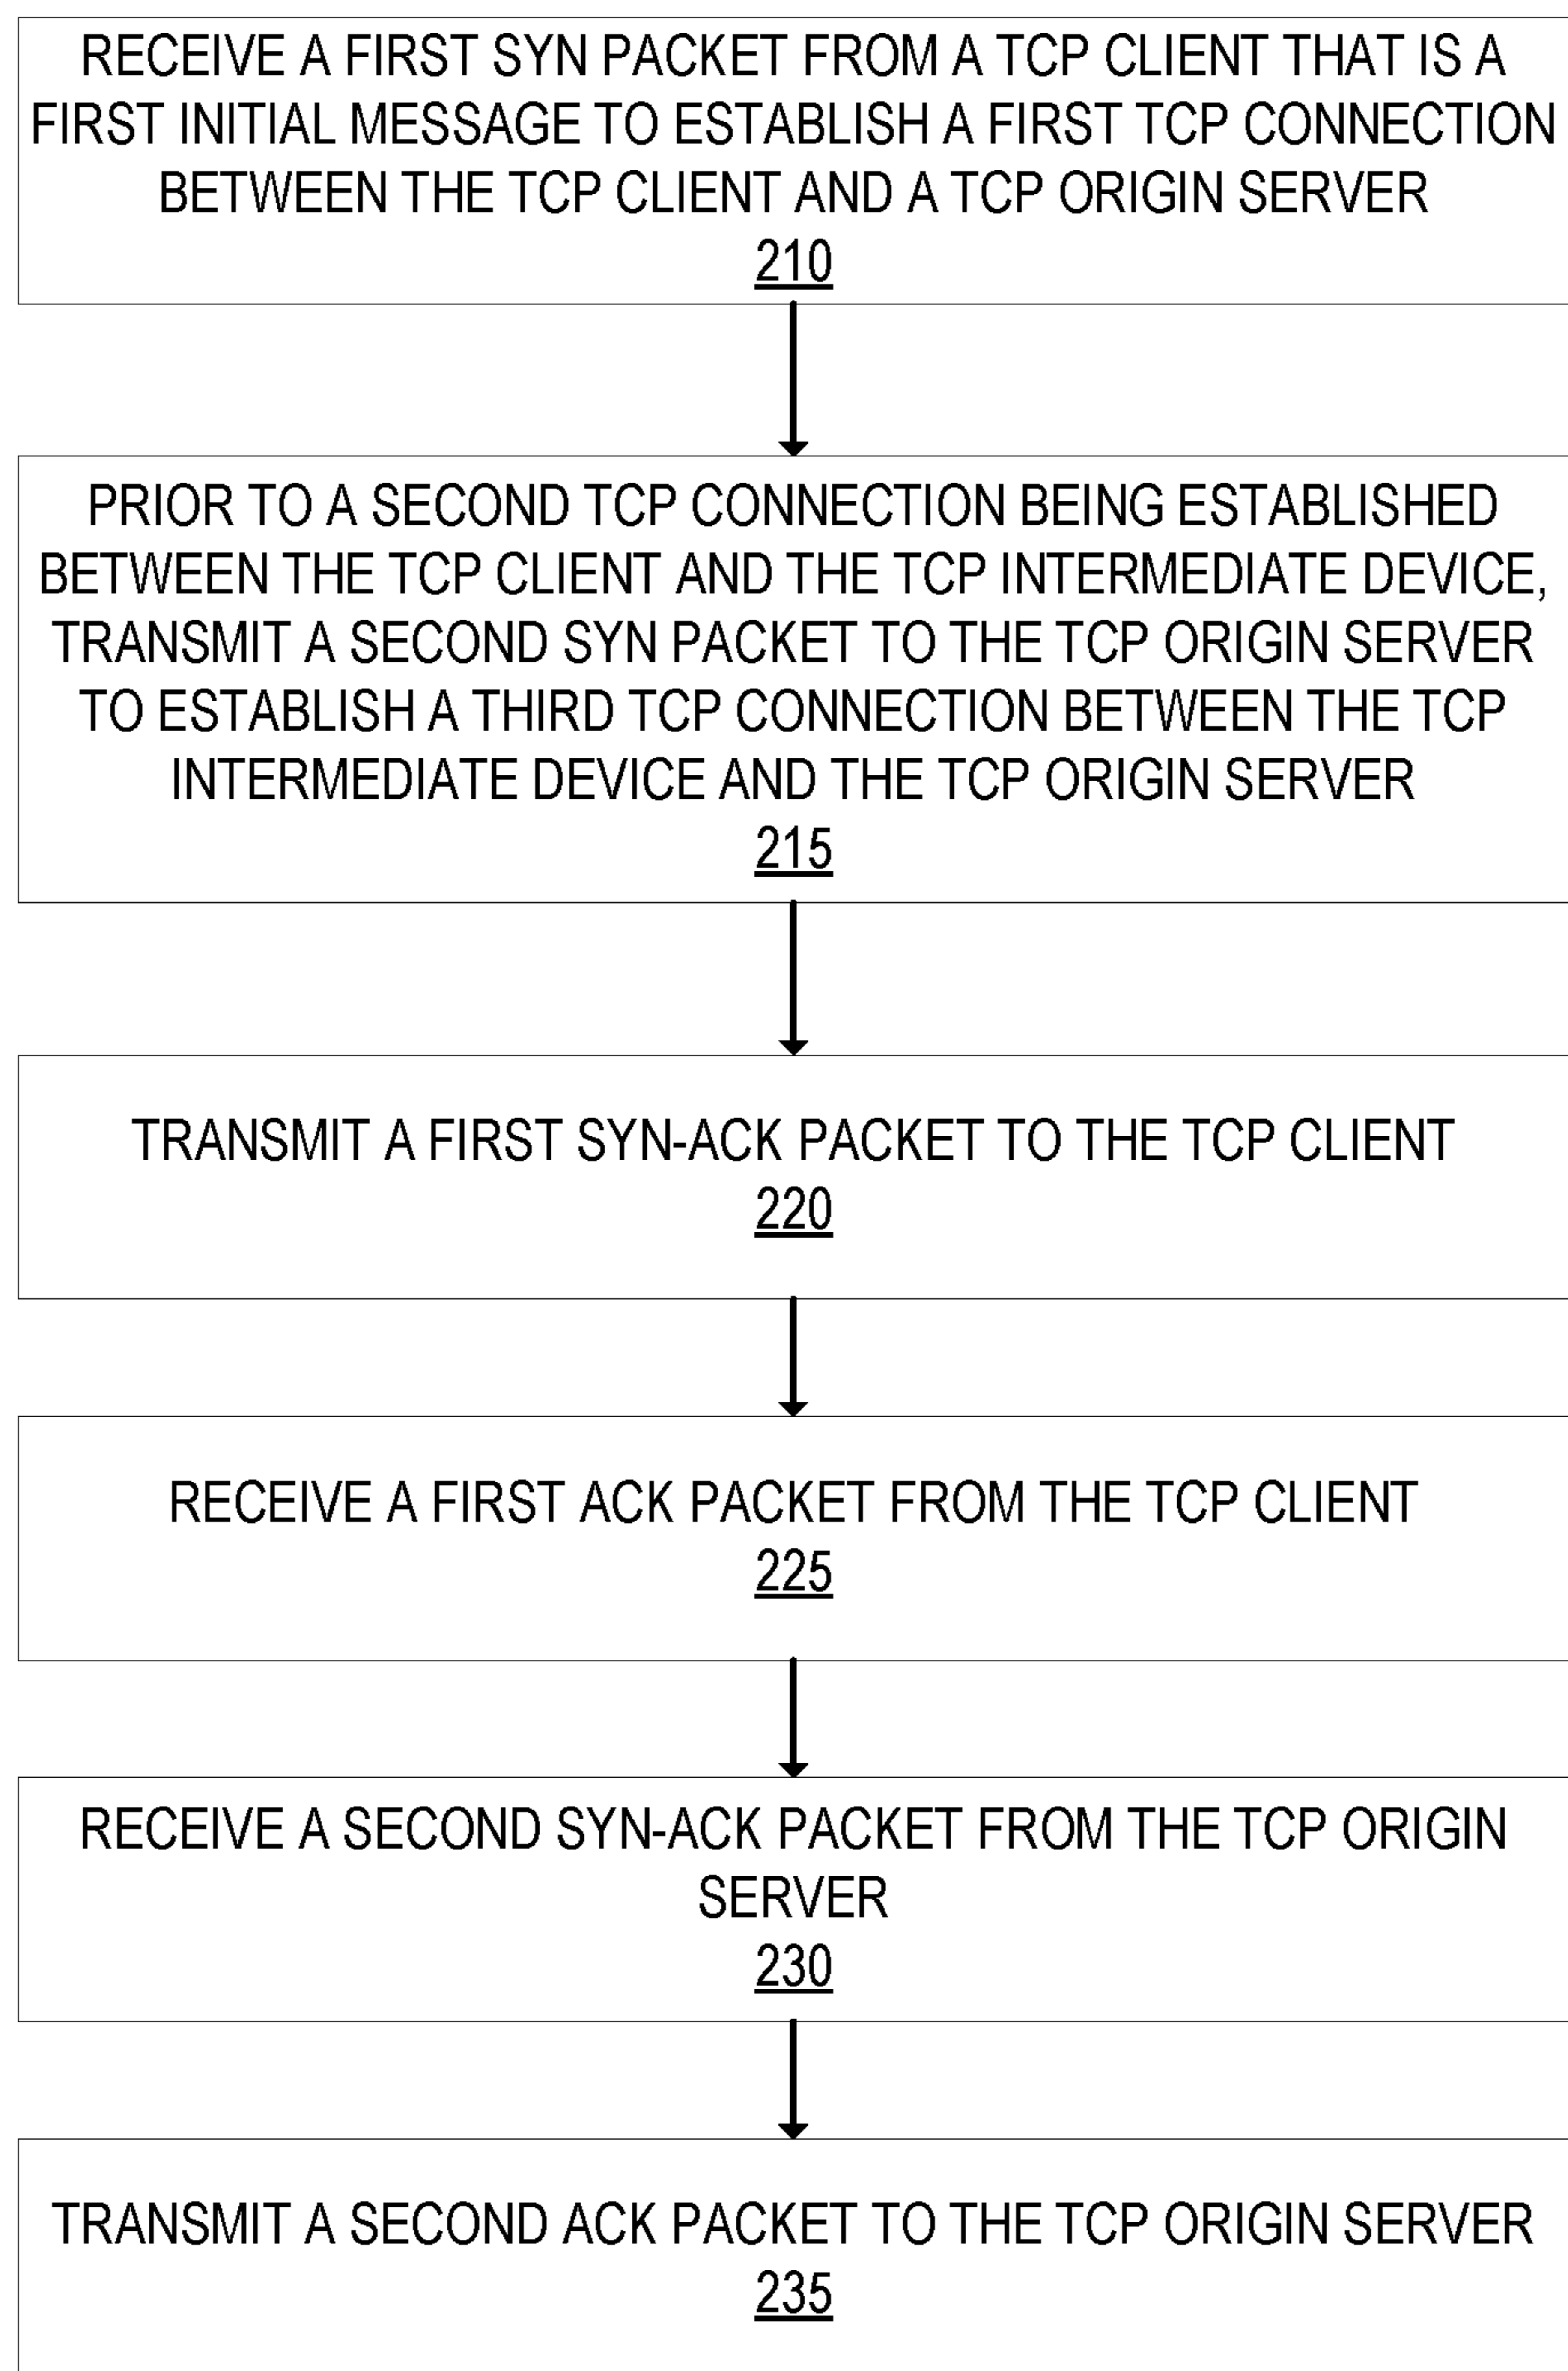 RECEIVE A FIRST SYN PACKET FROM A TCP CLIENT THAT IS A
FIRST INITIAL MESSAGE TO ESTABLISH A FIRST TCP CONNECTION
BETWEEN THE TCP CLIENT AND A TCP ORIGIN SERVER
210
PRIOR TO A SECOND TCP CONNECTION BEING ESTABLISHED
BETWEEN THE TCP CLIENT AND THE TCP INTERMEDIATE DEVICE,
TRANSMIT A SECOND SYN PACKET TO THE TCP ORIGIN SERVER
TO ESTABLISH A THIRD TCP CONNECTION BETWEEN THE TCP
INTERMEDIATE DEVICE AND THE TCP ORIGIN SERVER
215
TRANSMIT A FIRST SYN-ACK PACKET TO THE TCP CLIENT
220
RECEIVE A FIRST ACK PACKET FROM THE TCP CLIENT
225
RECEIVE A SECOND SYN-ACK PACKET FROM THE TCP ORIGIN
SERVER
230
TRANSMIT A SECOND ACK PACKET TO THE TCP ORIGIN SERVER
235